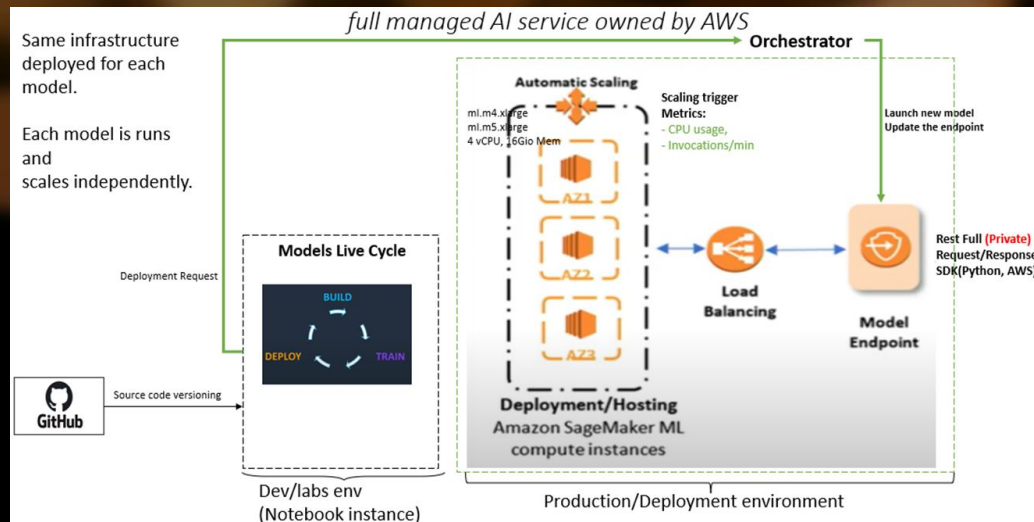 full managed AI service owned by AWS
Same infrastructure
deployed for each
model.
Each model is runs
and
scales independently.
Orchestrator
Automatic Scaling
ml.m4.xlarge
ml.m5.xlarge
4 vCPU, 16Gio Mem
Scaling trigger
Metrics:
- CPU usage,
- Invocations/min
Launch new model
Update the endpoint
AZ1
AZ2
AZ3
Models Live Cycle
Deployment Request
BUILD
DEPLOY
TRAIN
Load
Balancing
Rest Full (Private)
Request/Response
SDK(Python, AWS)
Model
Endpoint
GitHub
Source code versioning
Deployment/Hosting
Amazon SageMaker ML
compute instances
Dev/labs env
(Notebook instance)
Production/Deployment environment